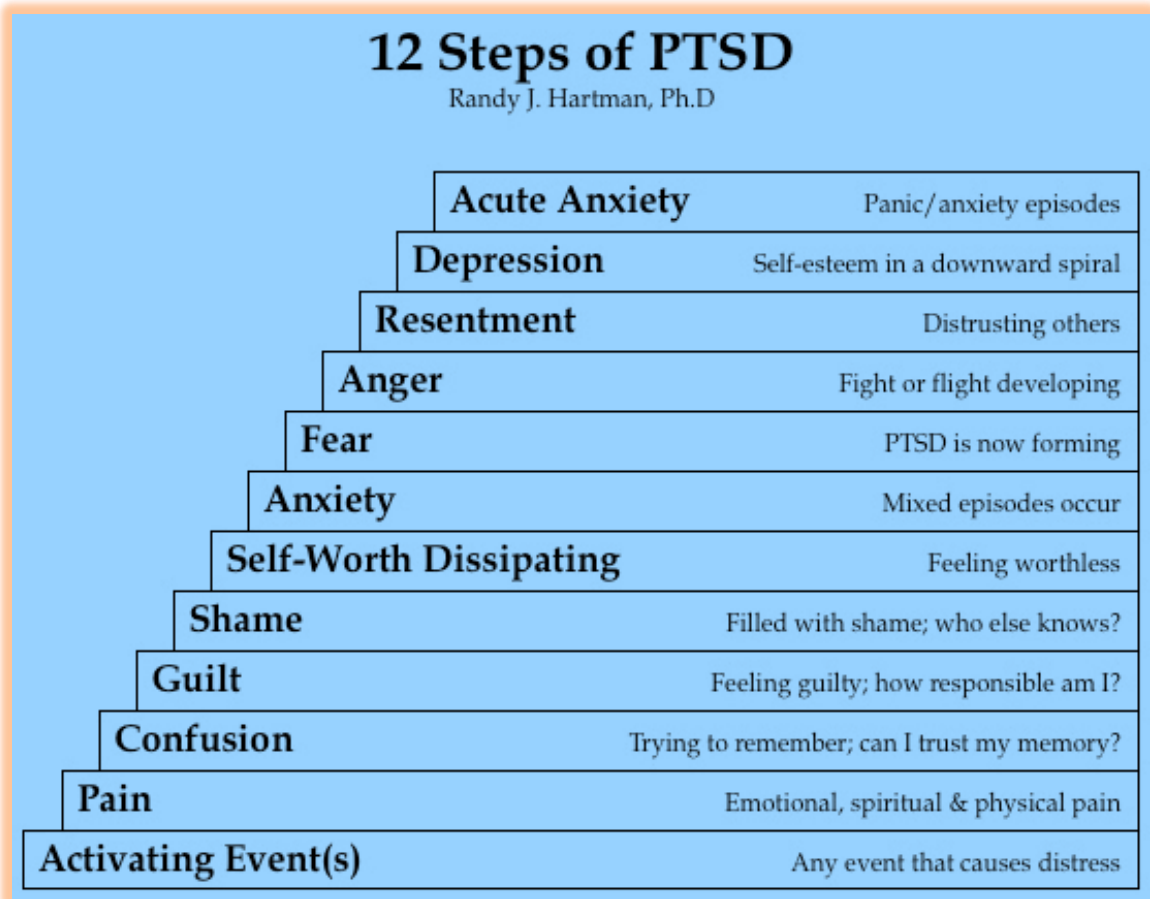 12 Steps of PTSD
Randy J. Hartman, Ph.D
Acute Anxiety Panic/anxiety episodes
Depression Self-esteem in a downward spiral
Resentment Distrusting others
Anger Fight or flight developing
Fear PTSD is now forming
Anxiety Mixed episodes occur
Self-Worth Dissipating Feeling worthless
Shame Filled with shame; who else knows?
Guilt Feeling guilty; how responsible am I?
Confusion Trying to remember; can I trust my memory?
Pain Emotional, spiritual & physical pain
Activating Event(s) Any event that causes distress